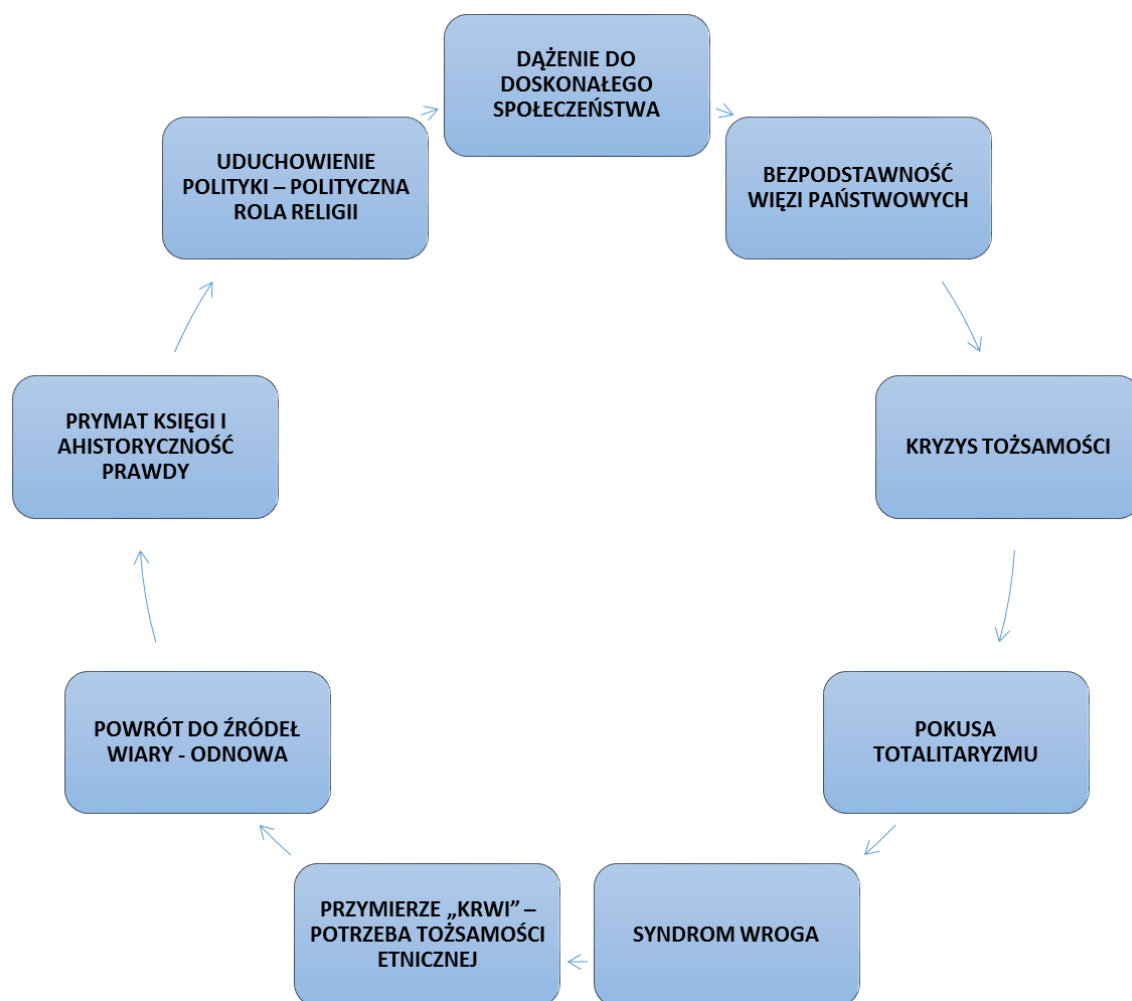 DĄŻENIE DO
DOSKONAŁEGO
SPOŁECZEŃSTWA
BEZPODSTAWNOŚĆ
WIĘZI PAŃSTWOWYCH
KRYZYS TOŻSAMOŚCI
POKUSA
TOTALITARYZMU
SYNDROM WROGA
PRZYMIERZE „KRWI” –
POTRZEBA TOŻSAMOŚCI
ETNICZNEJ
POWRÓT DO ŹRÓDEŁ
WIARY - ODNOWA
PRYMAT KSIĘGI I
AHISTORYCZNOŚĆ
PRAWDY
UDUCHOWIENIE
POLITYKI – POLITYCZNA
ROLA RELIGII